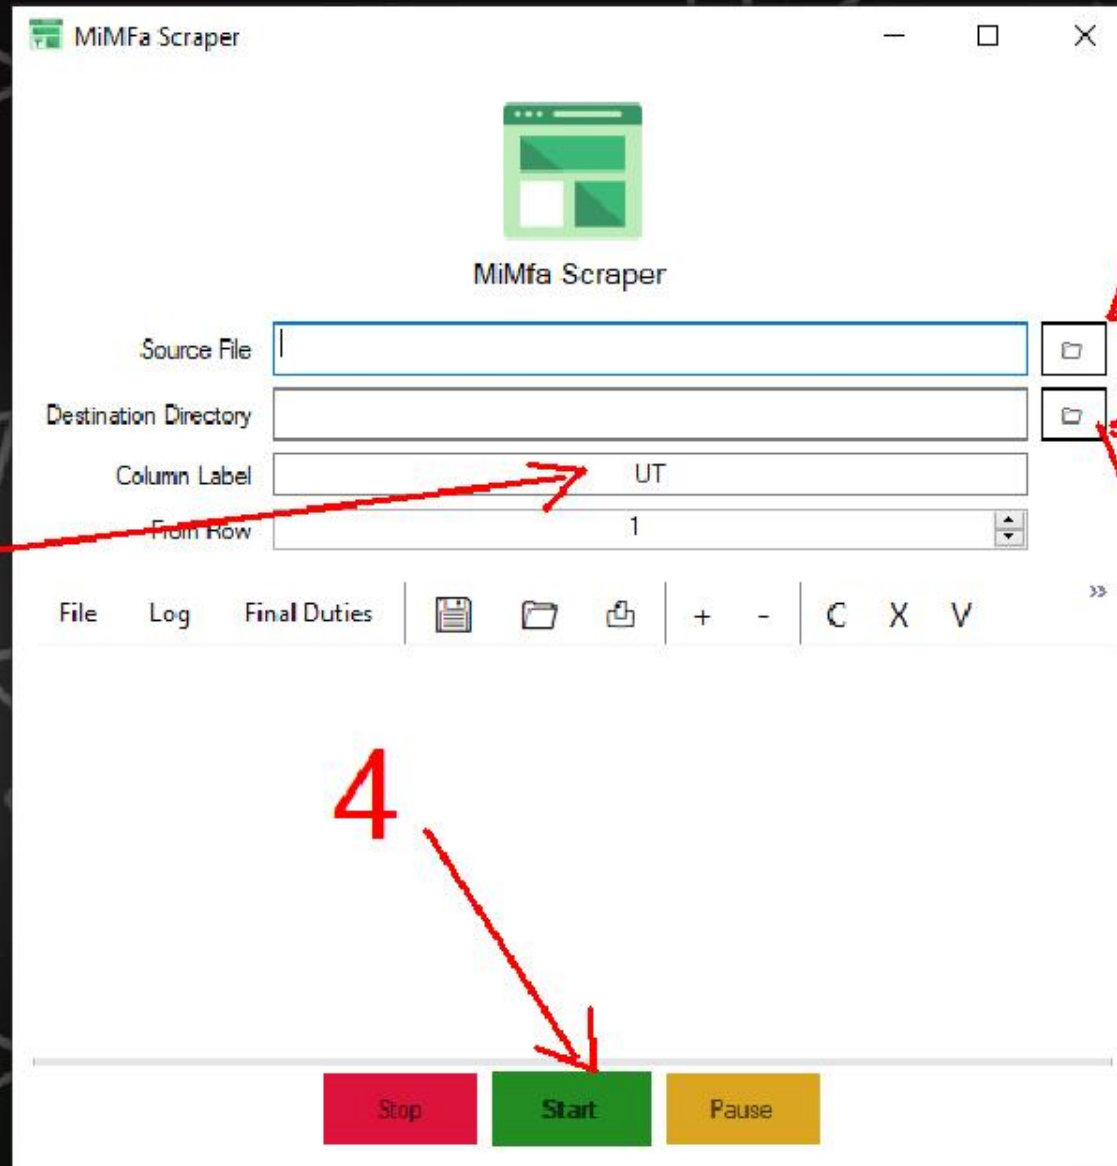 MiMFa Scraper
MiMfa Scraper
Source File
Destination Directory
Column Label UT
From Row 1
File Log Final Duties + - C X V
4
Stop Start Pause